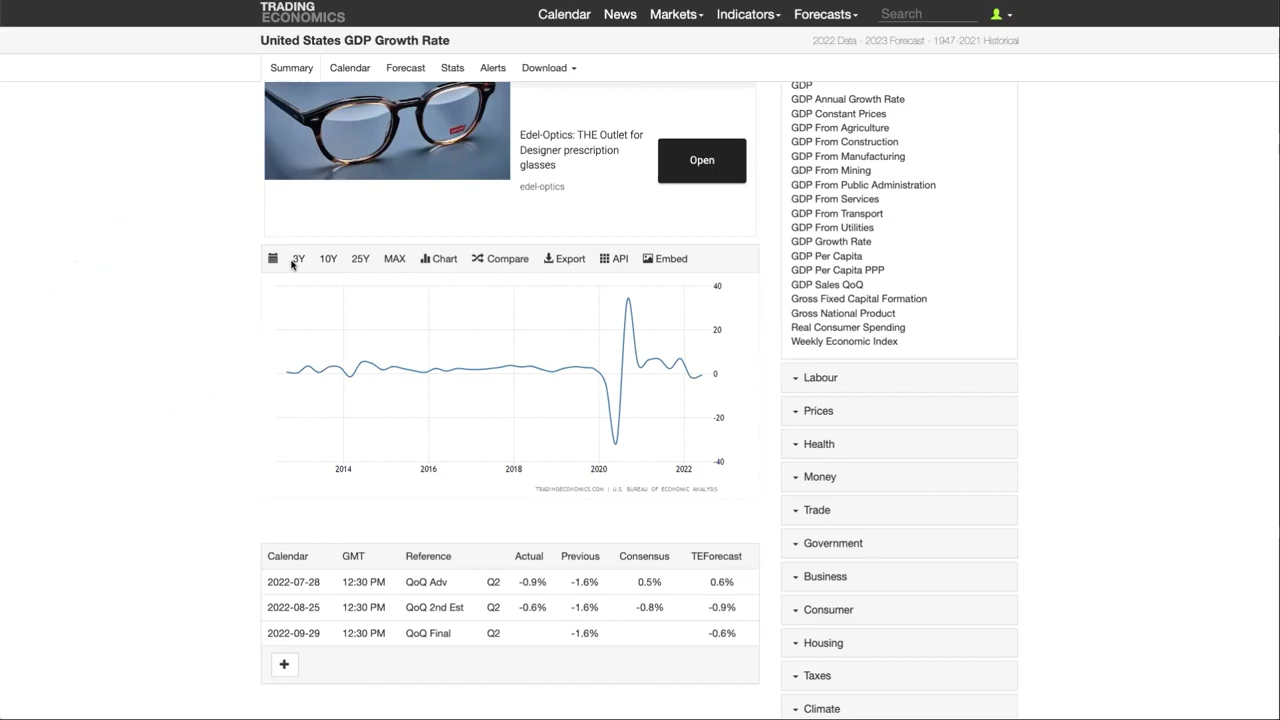 TRADING
ECONOMICS
Calendar News Markets Indicators Forecasts Search
United States GDP Growth Rate
2022 Data - 2023 Forecast - 1947-2021 Historical
Summary Calendar Forecast Stats Alerts Download
Edel-Optics: THE Outlet for
Designer prescription
glasses
edel-optics
Open
3Y 10Y 25Y MAX Chart Compare Export API Embed
40
20
0
-20
-40
2014 2016 2018 2020 2022
TRADINGECONOMICS.COM | U.S. BUREAU OF ECONOMIC ANALYSIS
Calendar GMT Reference Actual Previous Consensus TEForecast
2022-07-28 12:30 PM QoQ Adv Q2 -0.9% -1.6% 0.5% 0.6%
2022-08-25 12:30 PM QoQ 2nd Est Q2 -0.6% -1.6% -0.8% -0.9%
2022-09-29 12:30 PM QoQ Final Q2 -1.6% -0.6%
GDP
GDP Annual Growth Rate
GDP Constant Prices
GDP From Agriculture
GDP From Construction
GDP From Manufacturing
GDP From Mining
GDP From Public Administration
GDP From Services
GDP From Transport
GDP From Utilities
GDP Growth Rate
GDP Per Capita
GDP Per Capita PPP
GDP Sales QoQ
Gross Fixed Capital Formation
Gross National Product
Real Consumer Spending
Weekly Economic Index
Labour
Prices
Health
Money
Trade
Government
Business
Consumer
Housing
Taxes
Climate